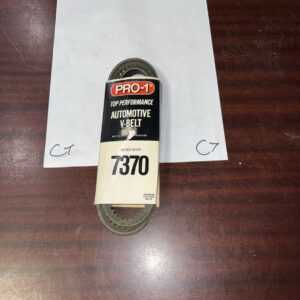 PRO-1®
TOP PERFORMANCE
AUTOMOTIVE
V-BELT
7370
C7
C7